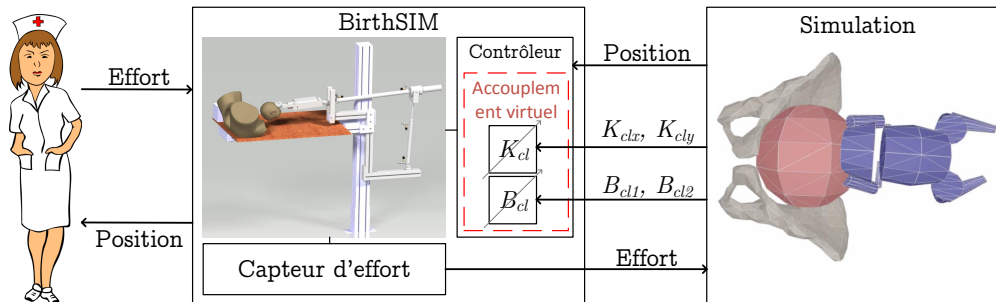 BirthSIM
Simulation
Effort
Contrôleur
Position
Accouplem
ent virtuel
K_clx, K_cly
K_cl
B_cl1, B_cl2
B_cl
Position
Capteur d'effort
Effort